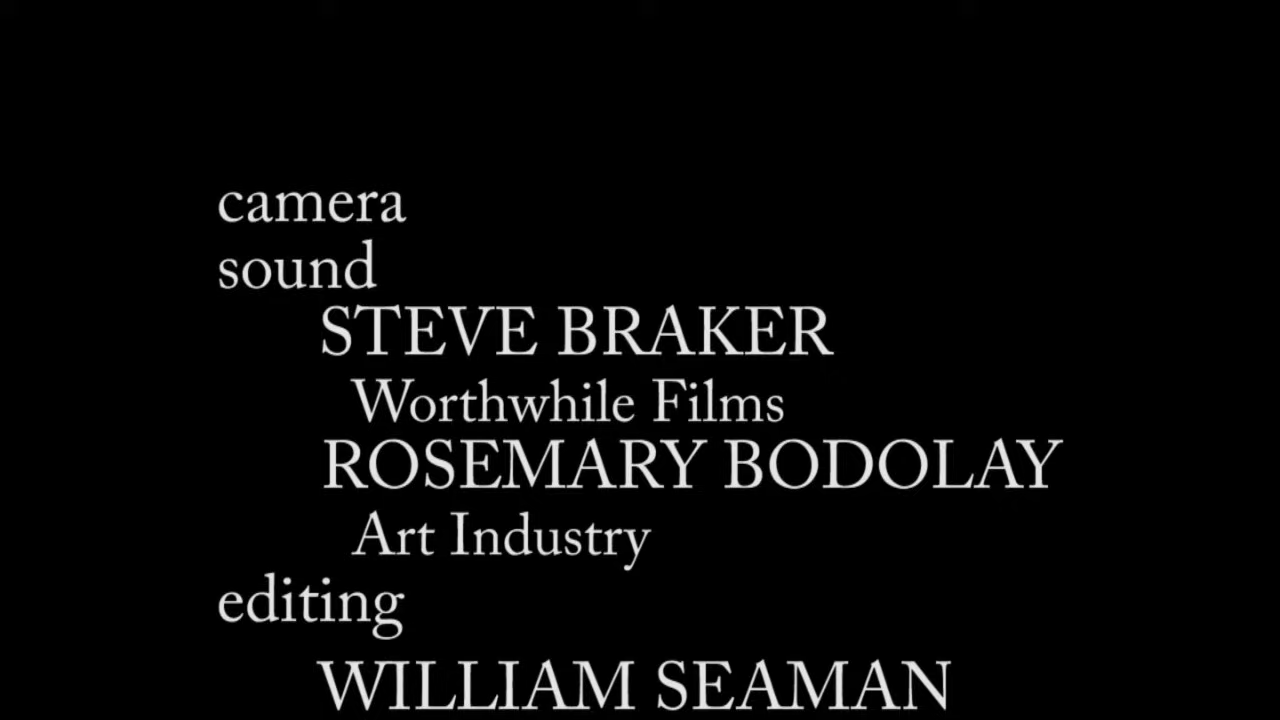 camera
sound
STEVE BRAKER
Worthwhile Films
ROSEMARY BODOLAY
Art Industry
editing
WILLIAM SEAMAN